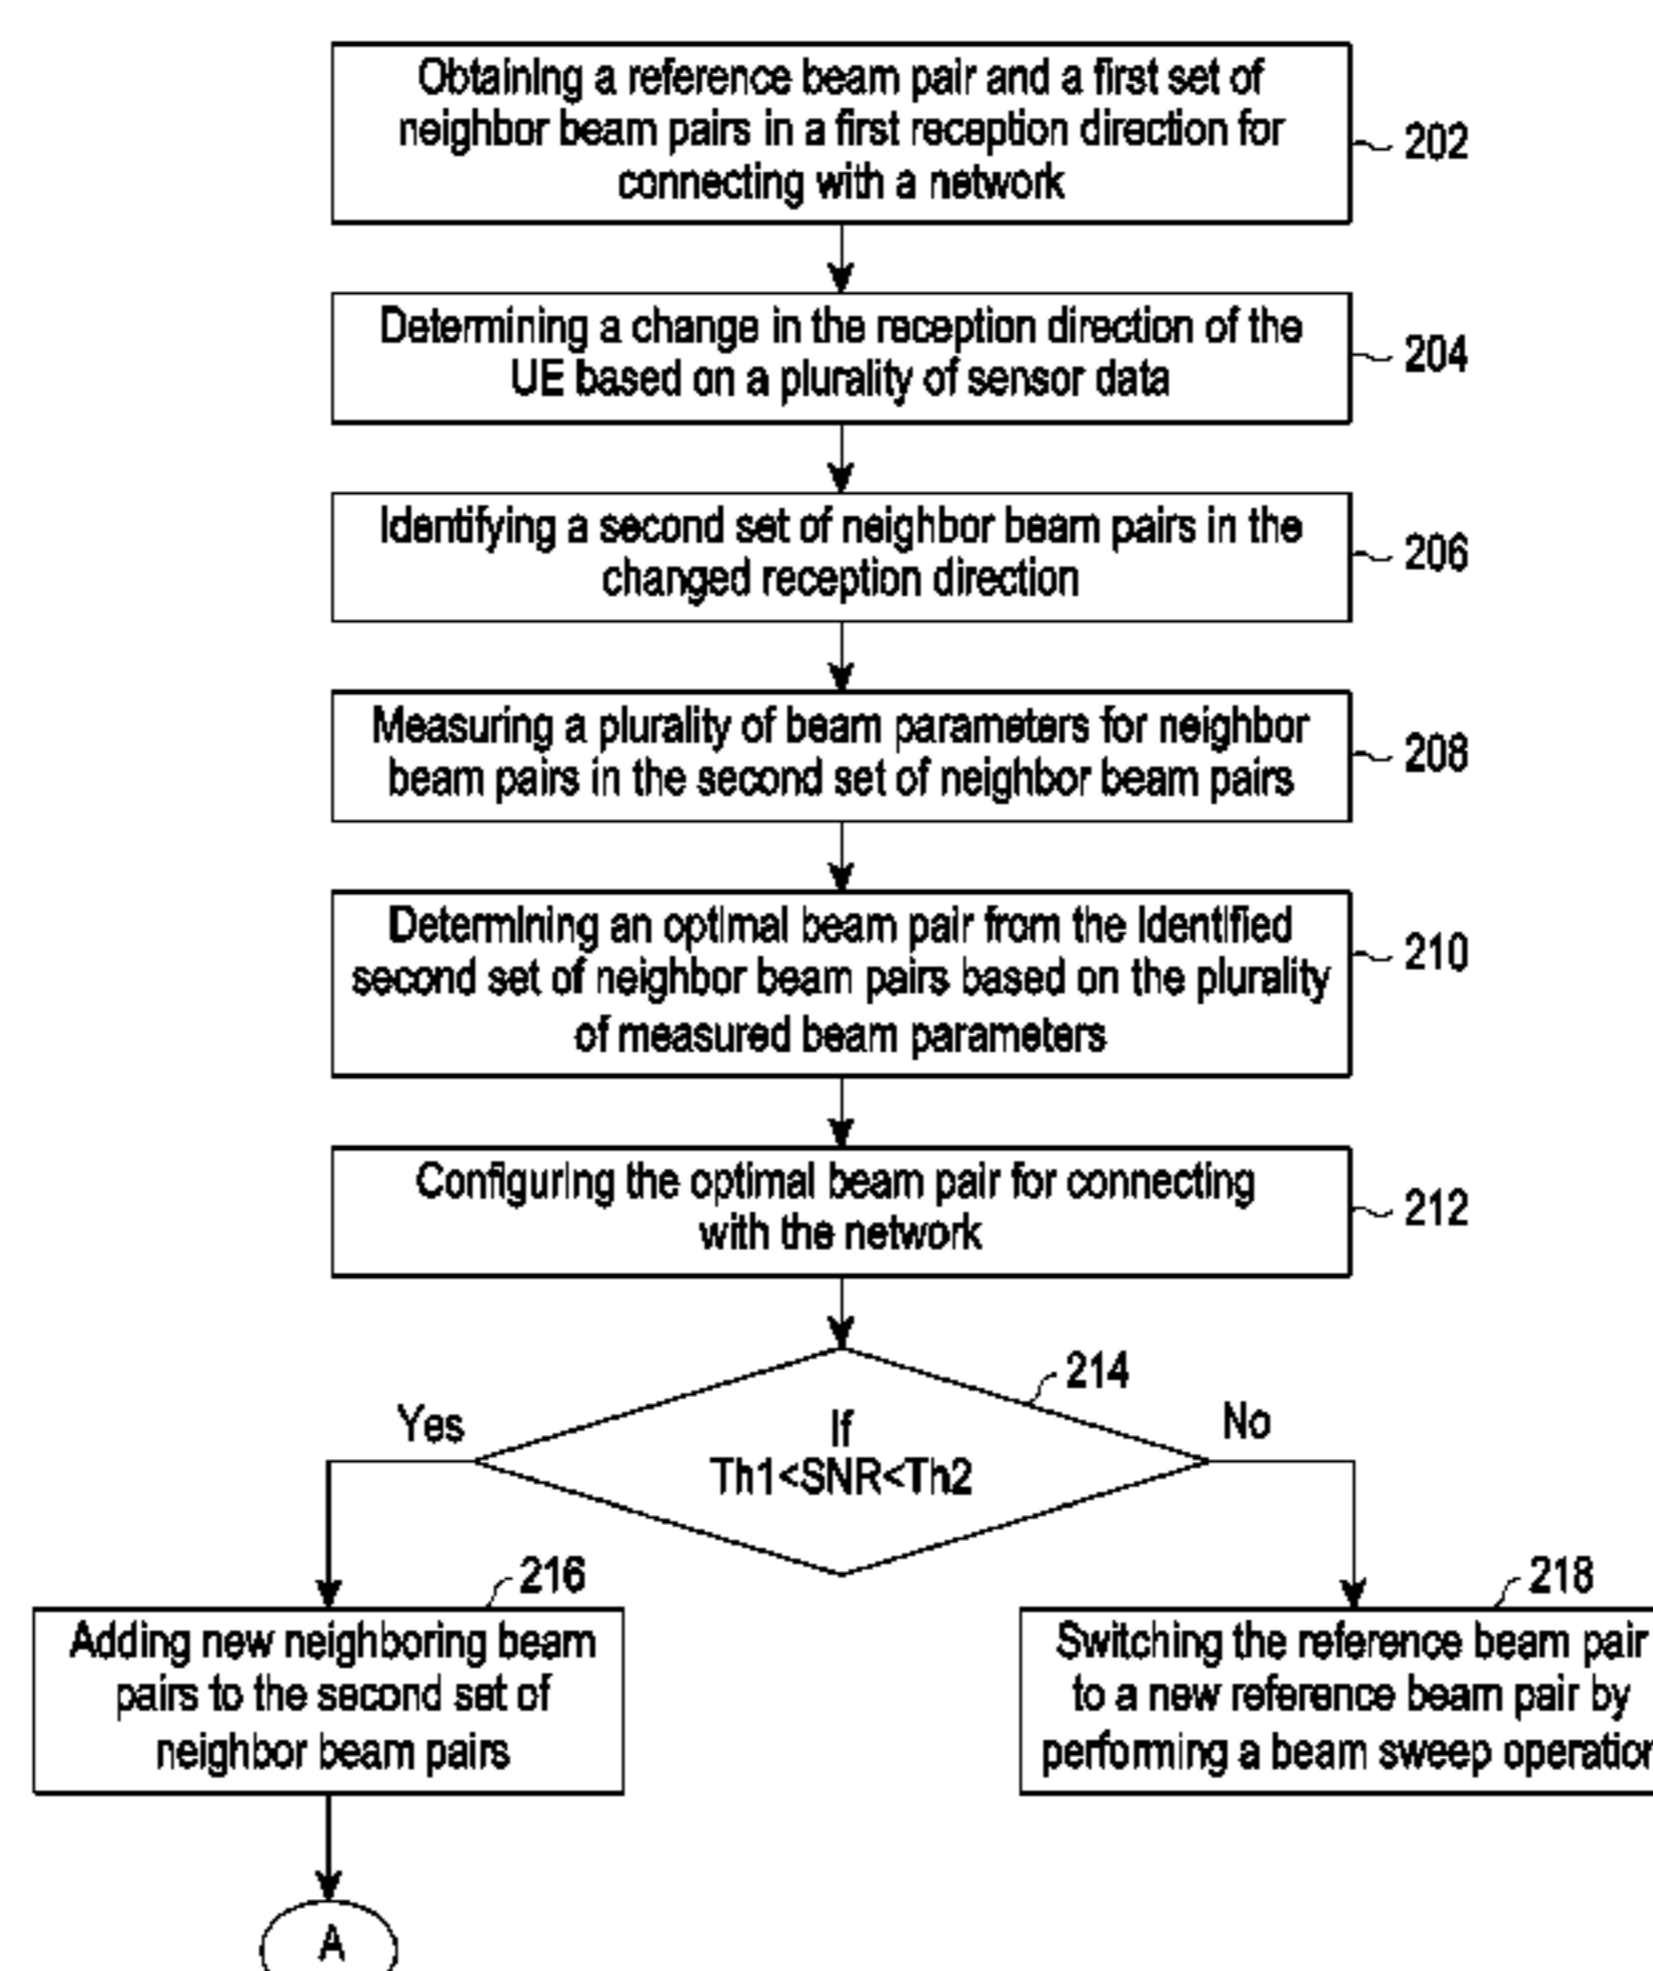 Obtaining a reference beam pair and a first set of
neighbor beam pairs in a first reception direction for
connecting with a network
202
Determining a change in the reception direction of the
UE based on a plurality of sensor data
204
Identifying a second set of neighbor beam pairs in the
changed reception direction
206
Measuring a plurality of beam parameters for neighbor
beam pairs in the second set of neighbor beam pairs
208
Determining an optimal beam pair from the identified
second set of neighbor beam pairs based on the plurality
of measured beam parameters
210
Configuring the optimal beam pair for connecting
with the network
212
214
Yes
If
Th1<SNR<Th2
No
216
Adding new neighboring beam
pairs to the second set of
neighbor beam pairs
218
Switching the reference beam pair
to a new reference beam pair by
performing a beam sweep operation
A